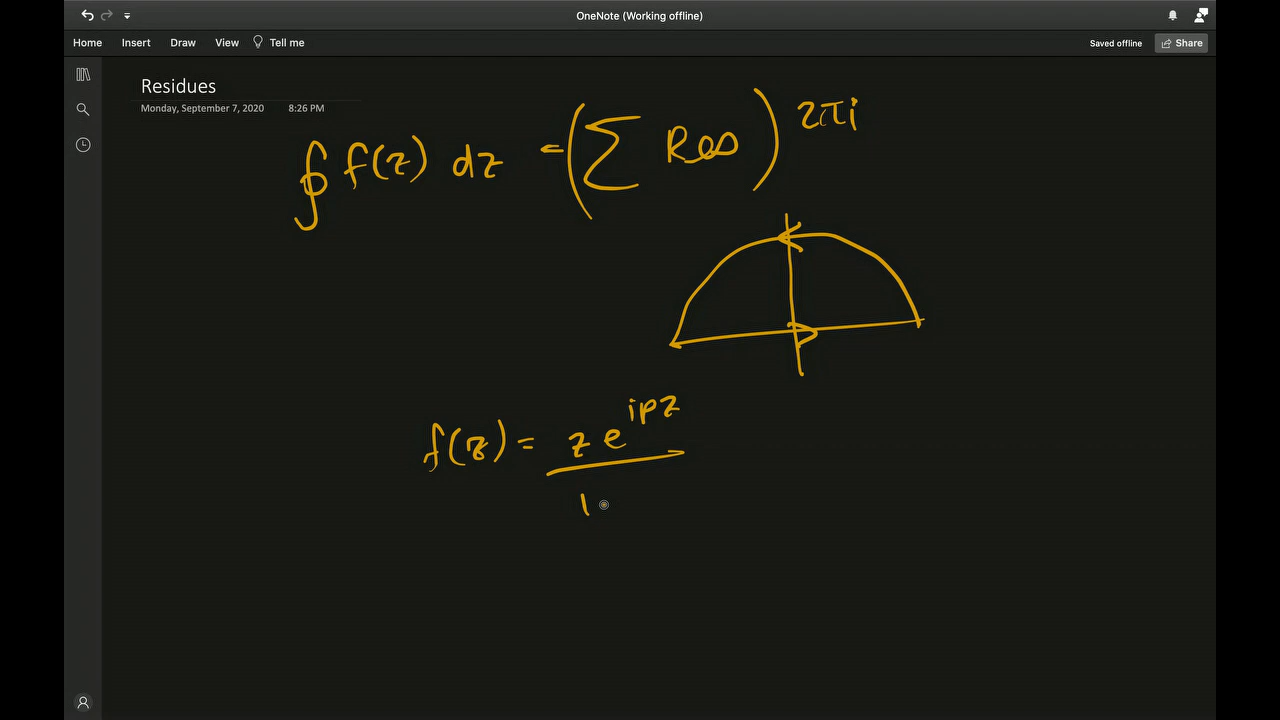 OneNote (Working offline)
Home Insert Draw View Tell me
Saved offline Share
Residues
Monday, September 7, 2020 8:26 PM
∮ f(z) dz = (∑ Res) 2πi
f(z) = z e^{ipz}
1